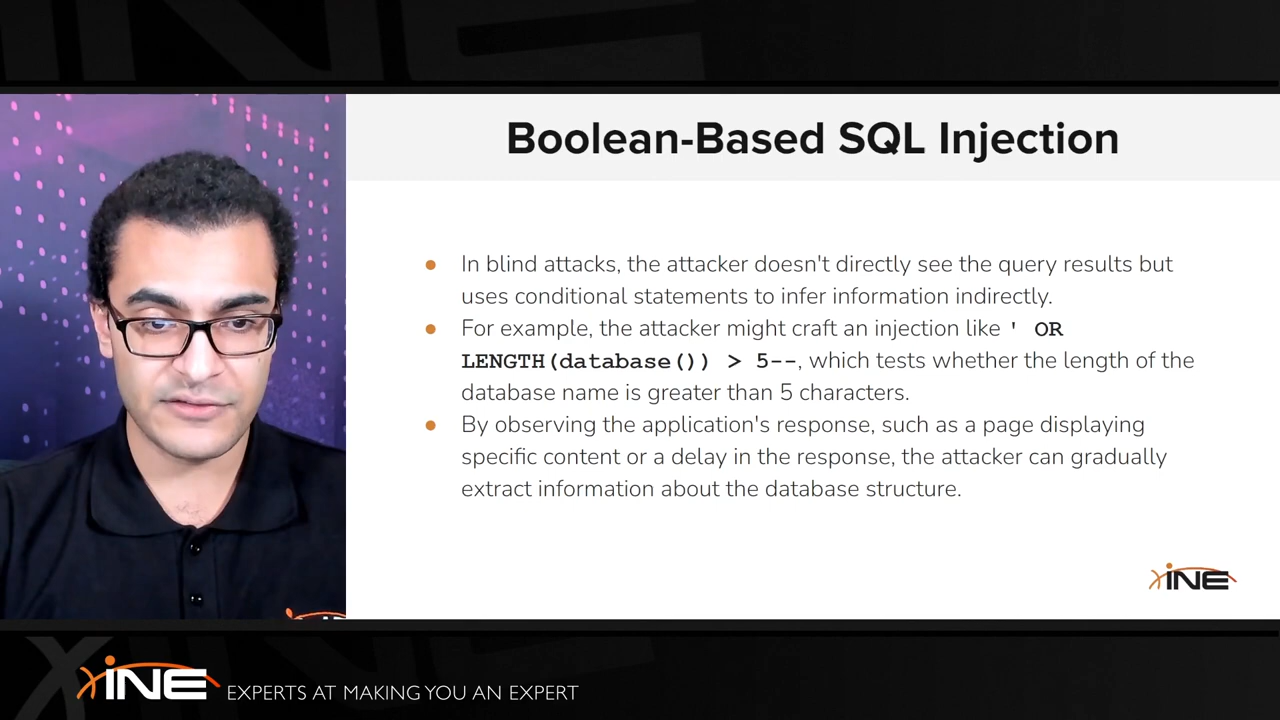 Boolean-Based SQL Injection
● In blind attacks, the attacker doesn't directly see the query results but
uses conditional statements to infer information indirectly.
● For example, the attacker might craft an injection like ' OR
LENGTH(database()) > 5--, which tests whether the length of the
database name is greater than 5 characters.
● By observing the application's response, such as a page displaying
specific content or a delay in the response, the attacker can gradually
extract information about the database structure.
INE
INE EXPERTS AT MAKING YOU AN EXPERT